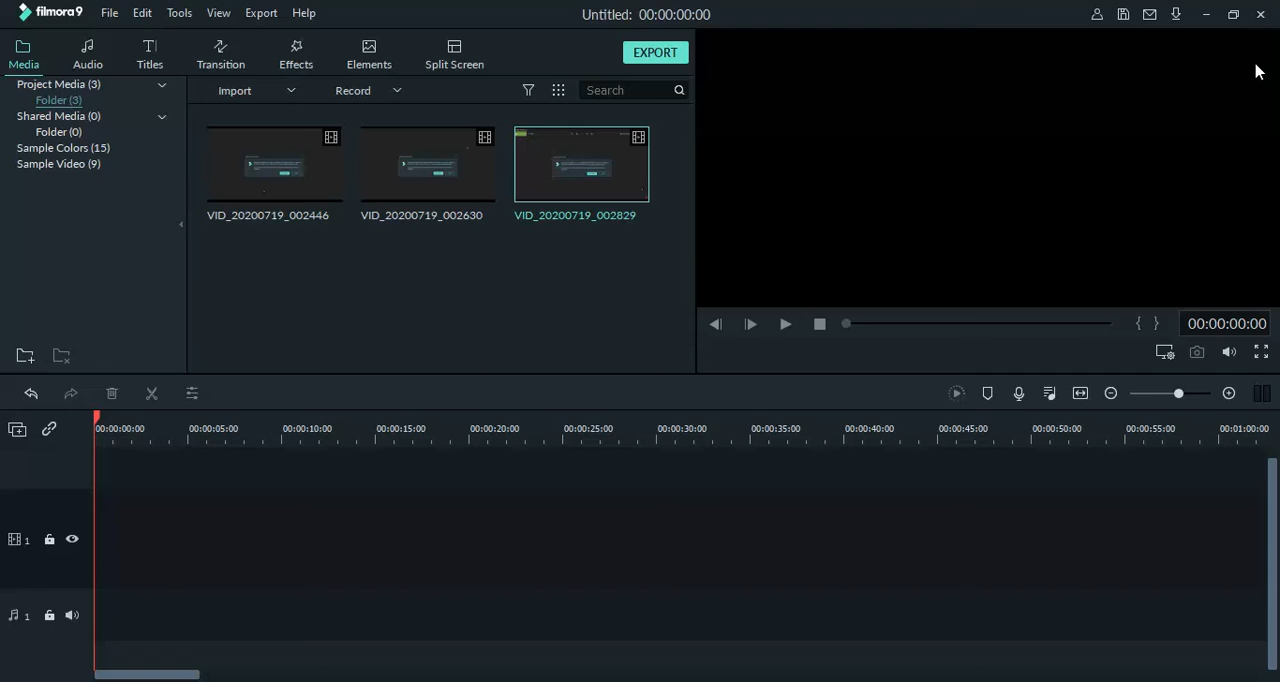 filmora9 File Edit Tools View Export Help Untitled: 00:00:00:00
Media Audio Titles Transition Effects Elements Split Screen EXPORT
Project Media (3)
Folder (3)
Shared Media (0)
Folder (0)
Sample Colors (15)
Sample Video (9)
Import Record Search
VID_20200719_002446 VID_20200719_002630 VID_20200719_002829
{ } 00:00:00:00
00:00:00:00 00:00:05:00 00:00:10:00 00:00:15:00 00:00:20:00 00:00:25:00 00:00:30:00 00:00:35:00 00:00:40:00 00:00:45:00 00:00:50:00 00:00:55:00 00:01:00:00
1
1